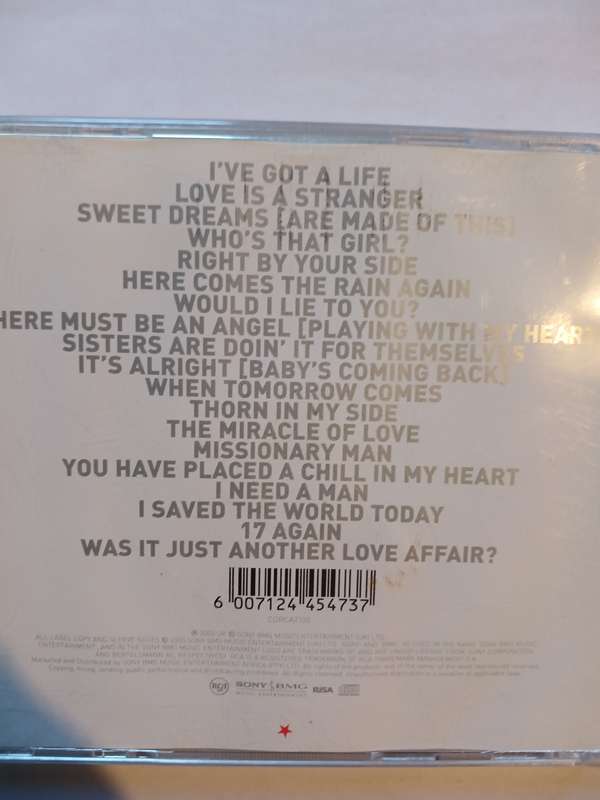 I'VE GOT A LIFE
LOVE IS A STRANGER
SWEET DREAMS [ARE MADE OF THIS]
WHO'S THAT GIRL?
RIGHT BY YOUR SIDE
HERE COMES THE RAIN AGAIN
WOULD I LIE TO YOU?
HERE MUST BE AN ANGEL [PLAYING WITH MY HEAR
SISTERS ARE DOIN' IT FOR THEMSELVES
IT'S ALRIGHT [BABY'S COMING BACK]
WHEN TOMORROW COMES
THORN IN MY SIDE
THE MIRACLE OF LOVE
MISSIONARY MAN
YOU HAVE PLACED A CHILL IN MY HEART
I NEED A MAN
I SAVED THE WORLD TODAY
17 AGAIN
WAS IT JUST ANOTHER LOVE AFFAIR?
6 007124 454737
SONY BMG
MUSIC ENTERTAINMENT
RiSA